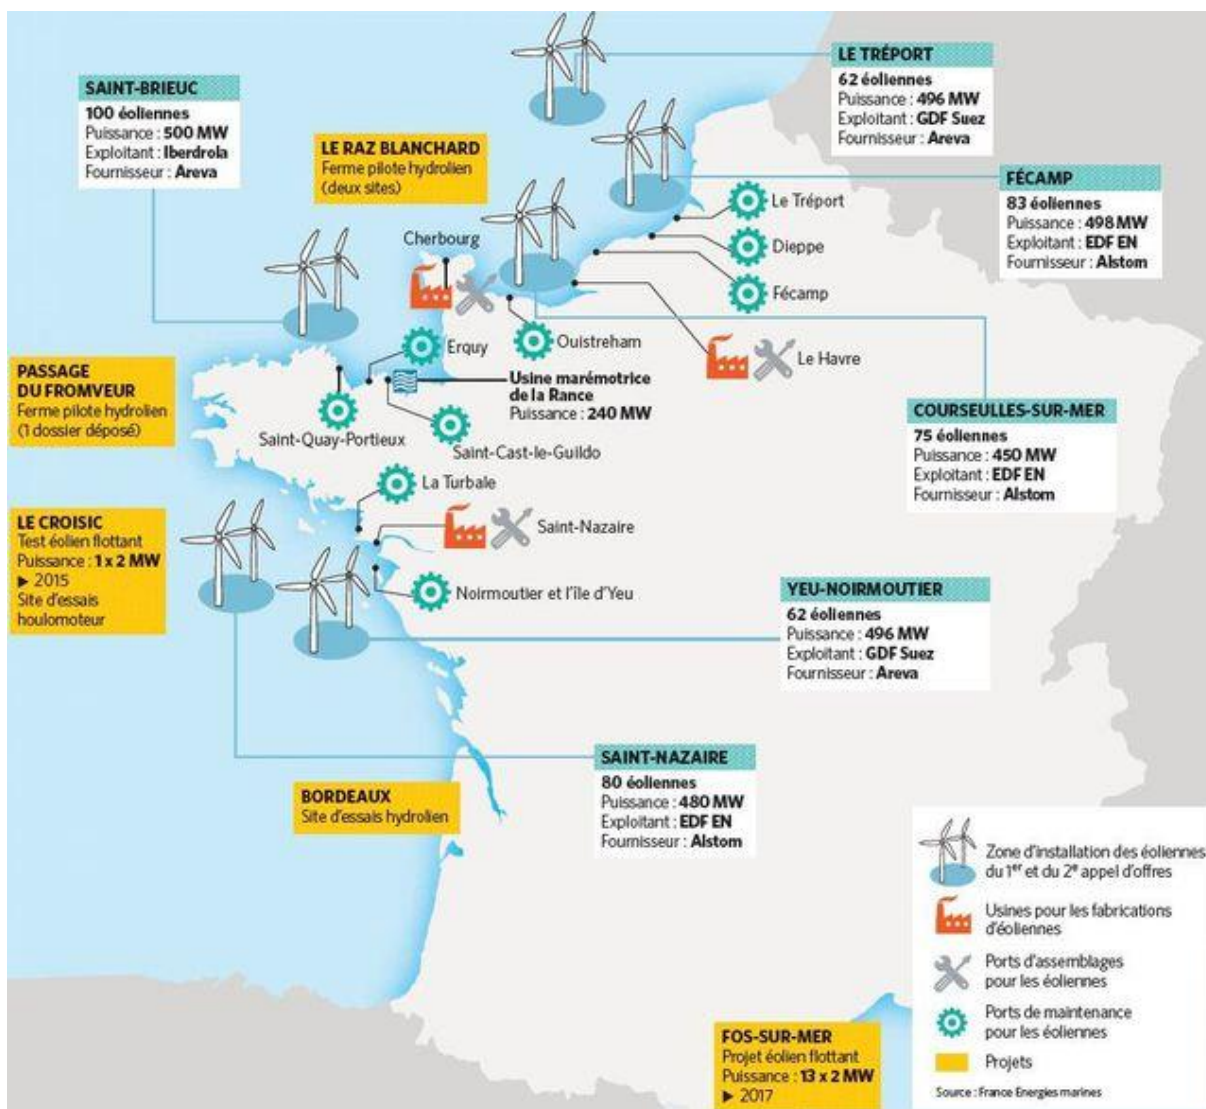 LE TRÉPORT
62 éoliennes
Puissance : 496 MW
Exploitant : GDF Suez
Fournisseur : Areva
SAINT-BRIEUC
100 éoliennes
Puissance : 500 MW
Exploitant : Iberdrola
Fournisseur : Areva
LE RAZ BLANCHARD
Ferme pilote hydrolien
(deux sites)
FÉCAMP
83 éoliennes
Puissance : 498 MW
Exploitant : EDF EN
Fournisseur : Alstom
Le Tréport
Dieppe
Fécamp
Cherbourg
Erquy
Ouistreham
Le Havre
Usine marémotrice
de la Rance
Puissance : 240 MW
PASSAGE
DU FROMVEUR
Ferme pilote hydrolien
(1 dossier déposé)
Saint-Quay-Portieux
Saint-Cast-le-Guildo
COURSEULLES-SUR-MER
75 éoliennes
Puissance : 450 MW
Exploitant : EDF EN
Fournisseur : Alstom
La Turbale
Saint-Nazaire
LE CROISIC
Test éolien flottant
Puissance : 1 x 2 MW
▶ 2015
Site d'essais
houlomoteur
Noirmoutier et l'île d'Yeu
YEU-NOIRMOUTIER
62 éoliennes
Puissance : 496 MW
Exploitant : GDF Suez
Fournisseur : Areva
SAINT-NAZAIRE
80 éoliennes
Puissance : 480 MW
Exploitant : EDF EN
Fournisseur : Alstom
BORDEAUX
Site d'essais hydrolien
Zone d'installation des éoliennes
du 1er et du 2e appel d'offres
Usines pour les fabrications
d'éoliennes
Ports d'assemblages
pour les éoliennes
Ports de maintenance
pour les éoliennes
Projets
Source : France Energies marines
FOS-SUR-MER
Projet éolien flottant
Puissance : 13 x 2 MW
▶ 2017